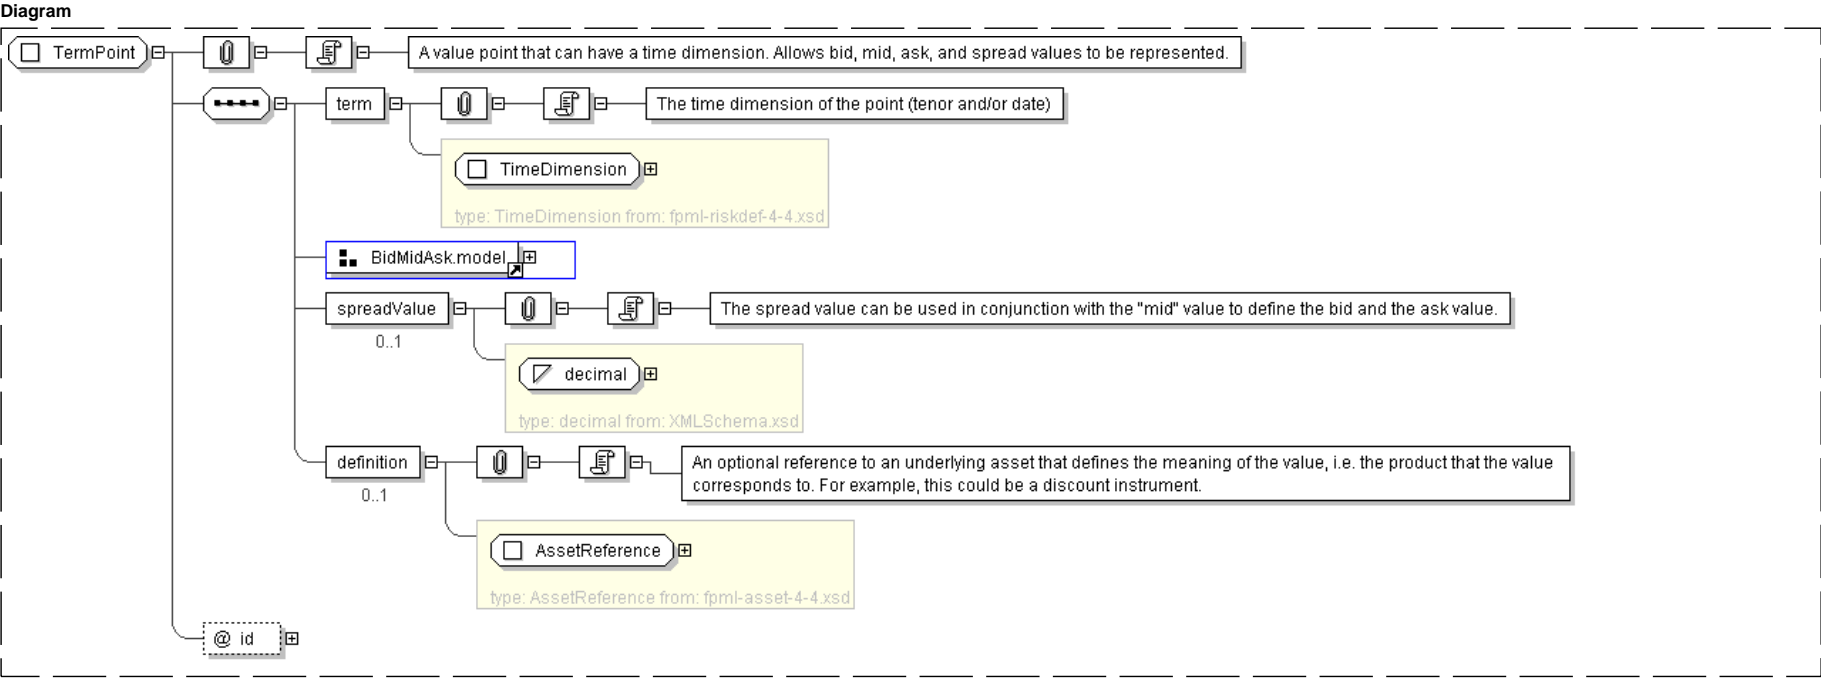 Diagram
TermPoint
A value point that can have a time dimension. Allows bid, mid, ask, and spread values to be represented.
term
The time dimension of the point (tenor and/or date)
TimeDimension
type: TimeDimension from: fpml-riskdef-4-4.xsd
BidMidAsk.model
spreadValue
The spread value can be used in conjunction with the "mid" value to define the bid and the ask value.
0..1
decimal
type: decimal from: XMLSchema.xsd
definition
An optional reference to an underlying asset that defines the meaning of the value, i.e. the product that the value
corresponds to. For example, this could be a discount instrument.
0..1
AssetReference
type: AssetReference from: fpml-asset-4-4.xsd
@ id